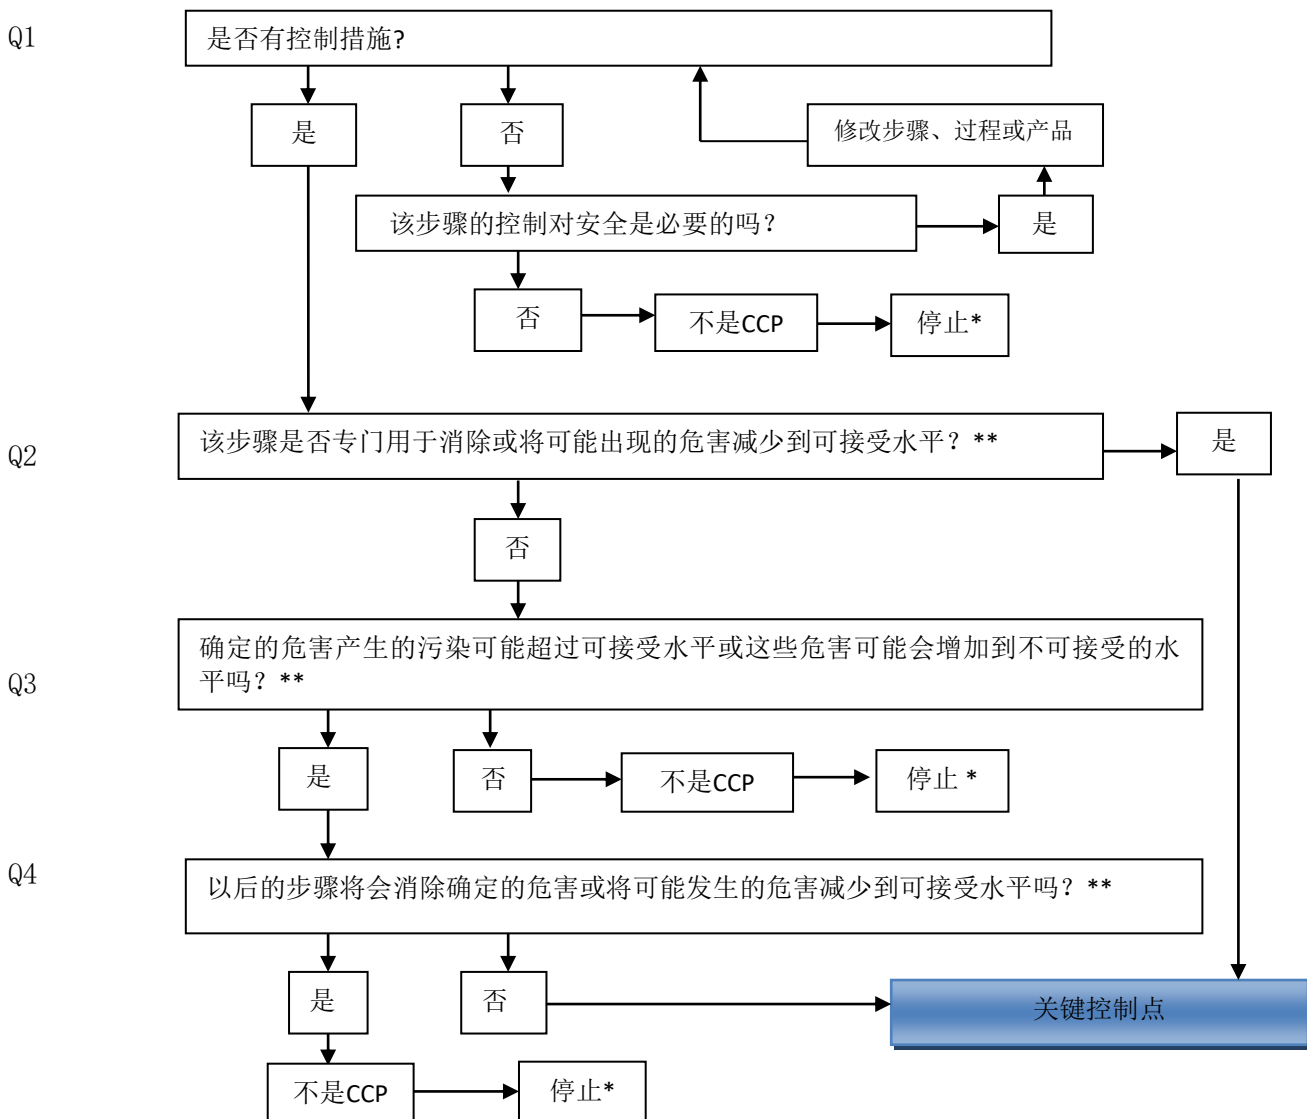 Q1
是否有控制措施?
是
否
修改步骤、过程或产品
该步骤的控制对安全是必要的吗？
是
否
不是CCP
停止*
Q2
该步骤是否专门用于消除或将可能出现的危害减少到可接受水平？**
是
否
Q3
确定的危害产生的污染可能超过可接受水平或这些危害可能会增加到不可接受的水
平吗？**
是
否
不是CCP
停止 *
Q4
以后的步骤将会消除确定的危害或将可能发生的危害减少到可接受水平吗？**
是
否
关键控制点
不是CCP
停止*